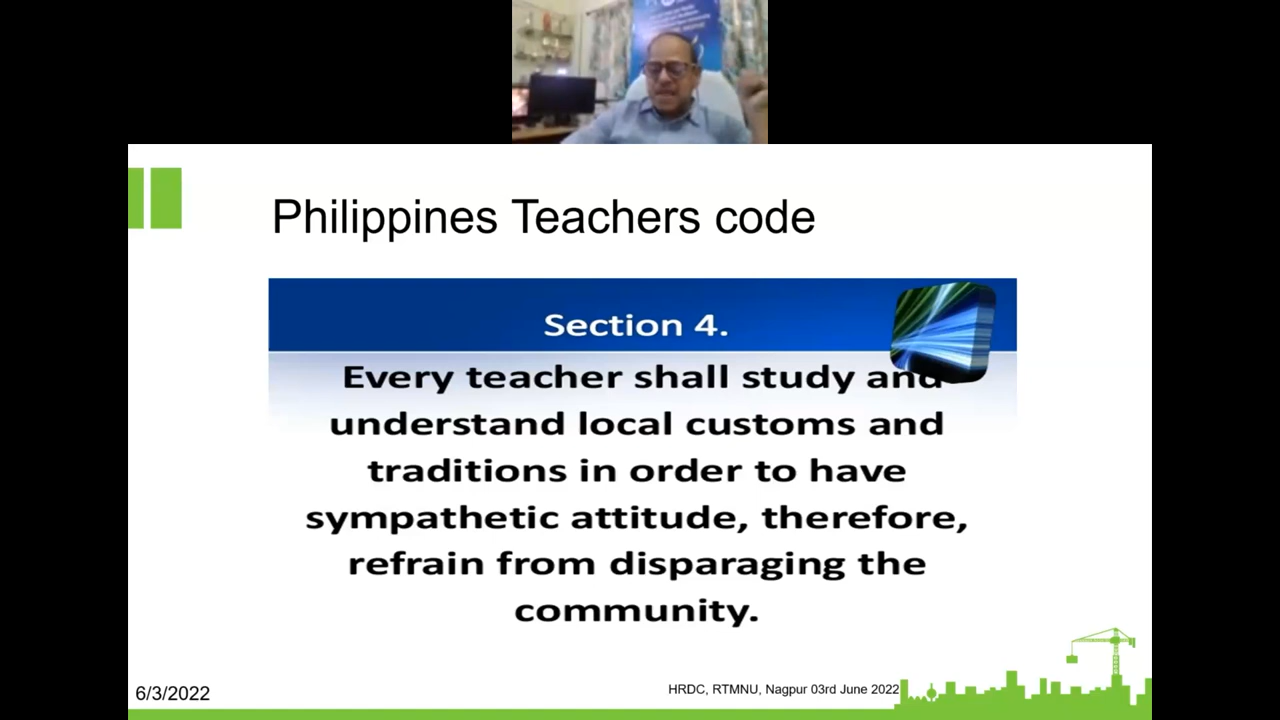 Philippines Teachers code
Section 4.
Every teacher shall study and
understand local customs and
traditions in order to have
sympathetic attitude, therefore,
refrain from disparaging the
community.
6/3/2022
HRDC, RTMNU, Nagpur 03rd June 2022